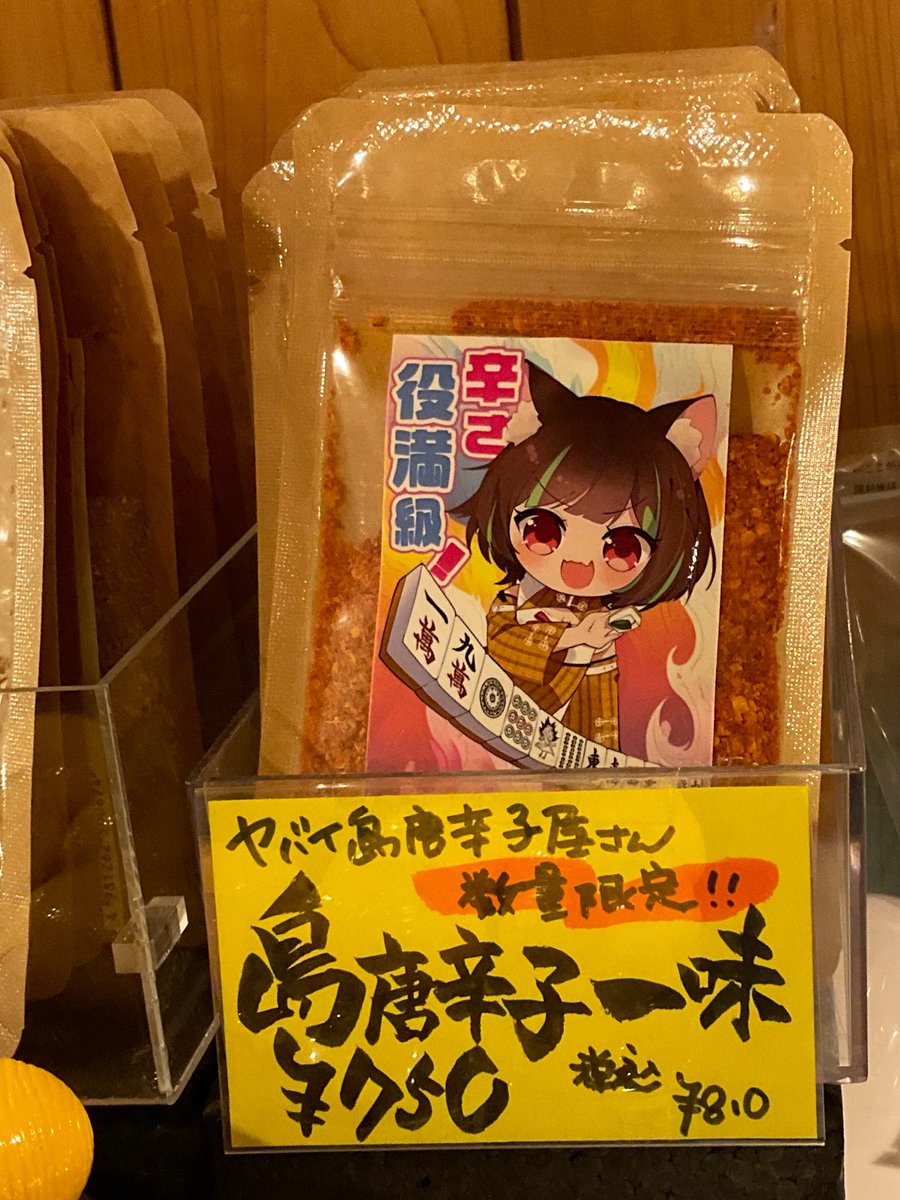 辛さ
役満級!
一萬
九萬
東
ヤバイ島唐辛子屋さん
数量限定!!
島唐辛子一味
¥750
税込
¥810